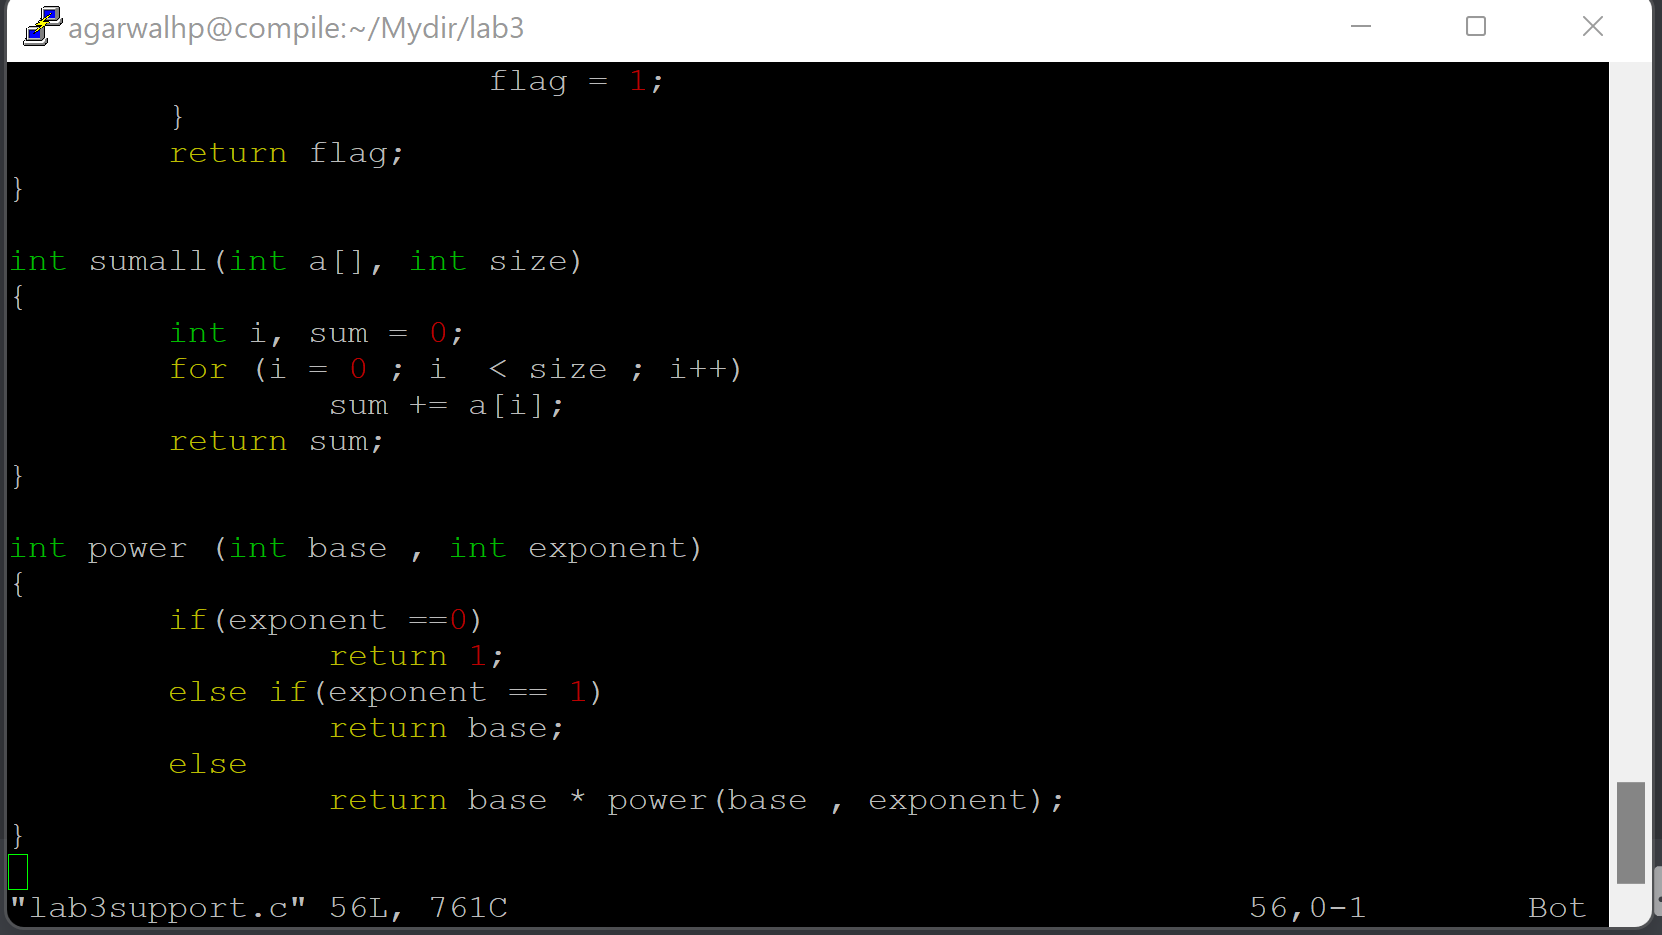 agarwalhp@compile:~/Mydir/lab3
flag = 1;
}
return flag;
}
int sumall(int a[], int size)
{
int i, sum = 0;
for (i = 0 ; i  < size ; i++)
sum += a[i];
return sum;
}
int power (int base , int exponent)
{
if(exponent ==0)
return 1;
else if(exponent == 1)
return base;
else
return base * power(base , exponent);
}
"lab3support.c" 56L, 761C 56,0-1 Bot